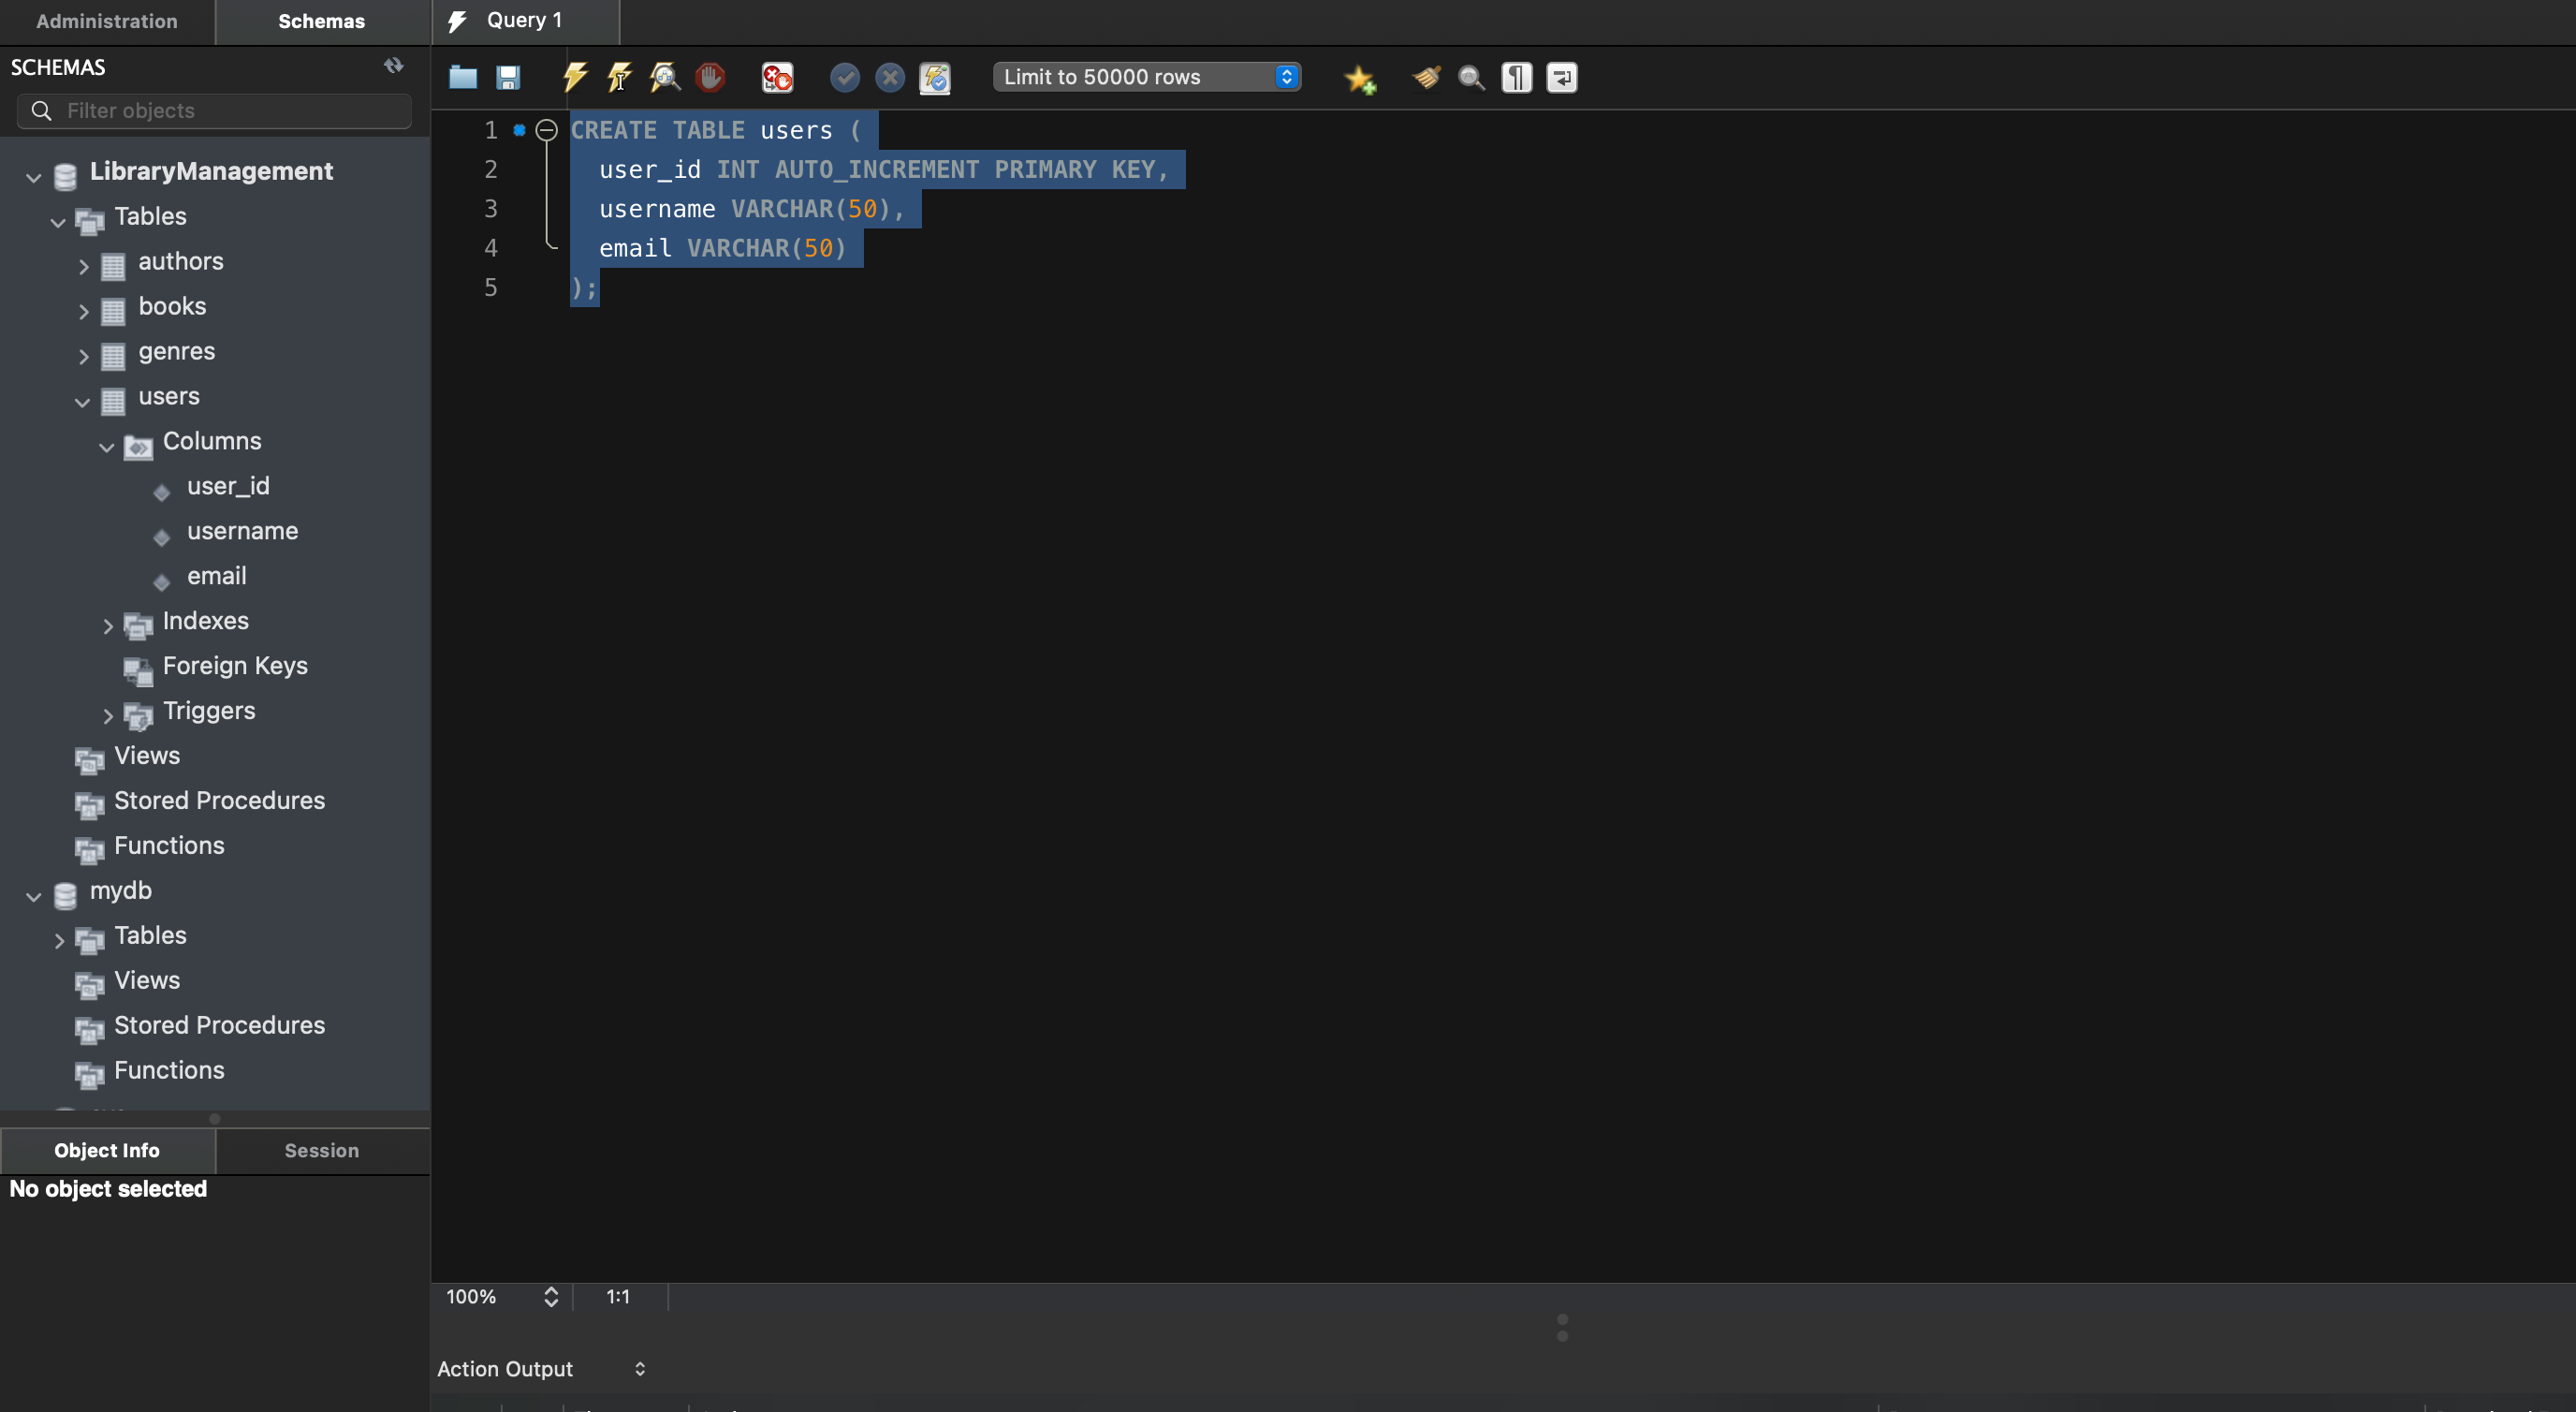 Administration
Schemas
Query 1
SCHEMAS
Filter objects
Limit to 50000 rows
LibraryManagement
Tables
authors
books
genres
users
Columns
user_id
username
email
Indexes
Foreign Keys
Triggers
Views
Stored Procedures
Functions
mydb
Tables
Views
Stored Procedures
Functions
Object Info
Session
No object selected
1 CREATE TABLE users (
2 user_id INT AUTO_INCREMENT PRIMARY KEY,
3 username VARCHAR(50),
4 email VARCHAR(50)
5 );
100%
1:1
Action Output